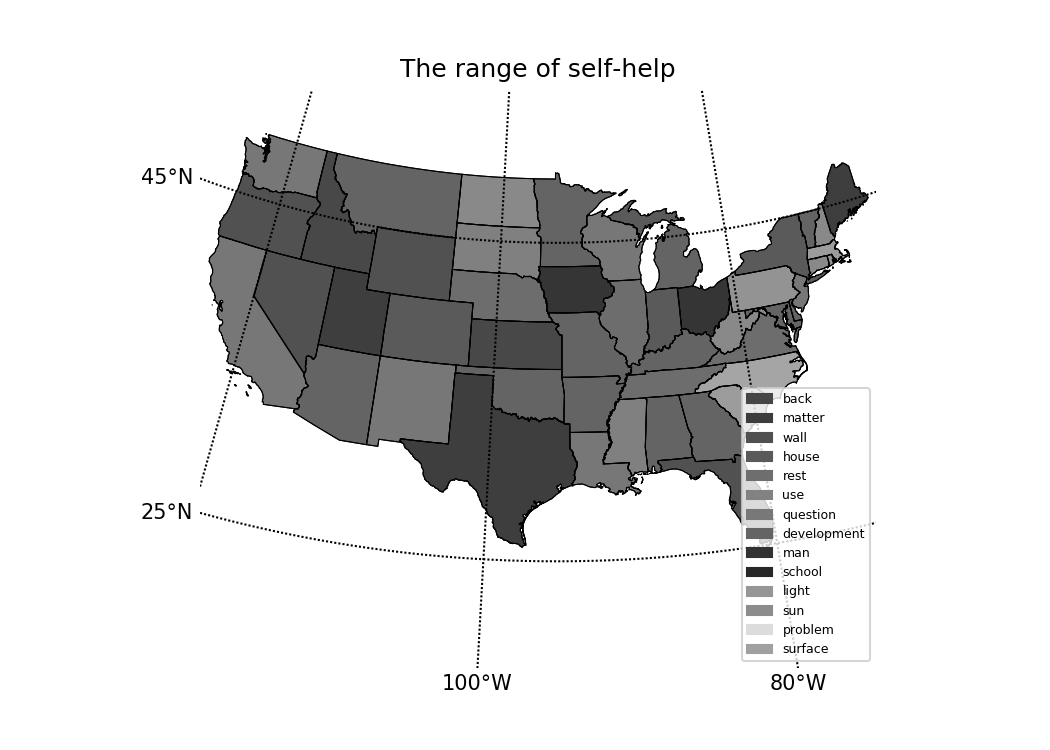 The range of self-help
45°N
25°N
100°W
80°W
back
matter
wall
house
rest
use
question
development
man
school
light
sun
problem
surface